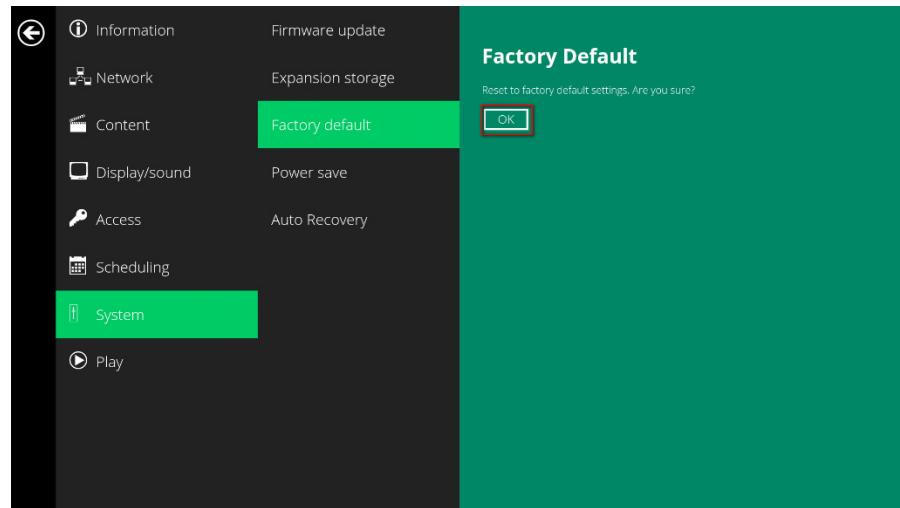 Information
Network
Content
Display/sound
Access
Scheduling
System
Play
Firmware update
Expansion storage
Factory default
Power save
Auto Recovery
Factory Default
Reset to factory default settings. Are you sure?
OK